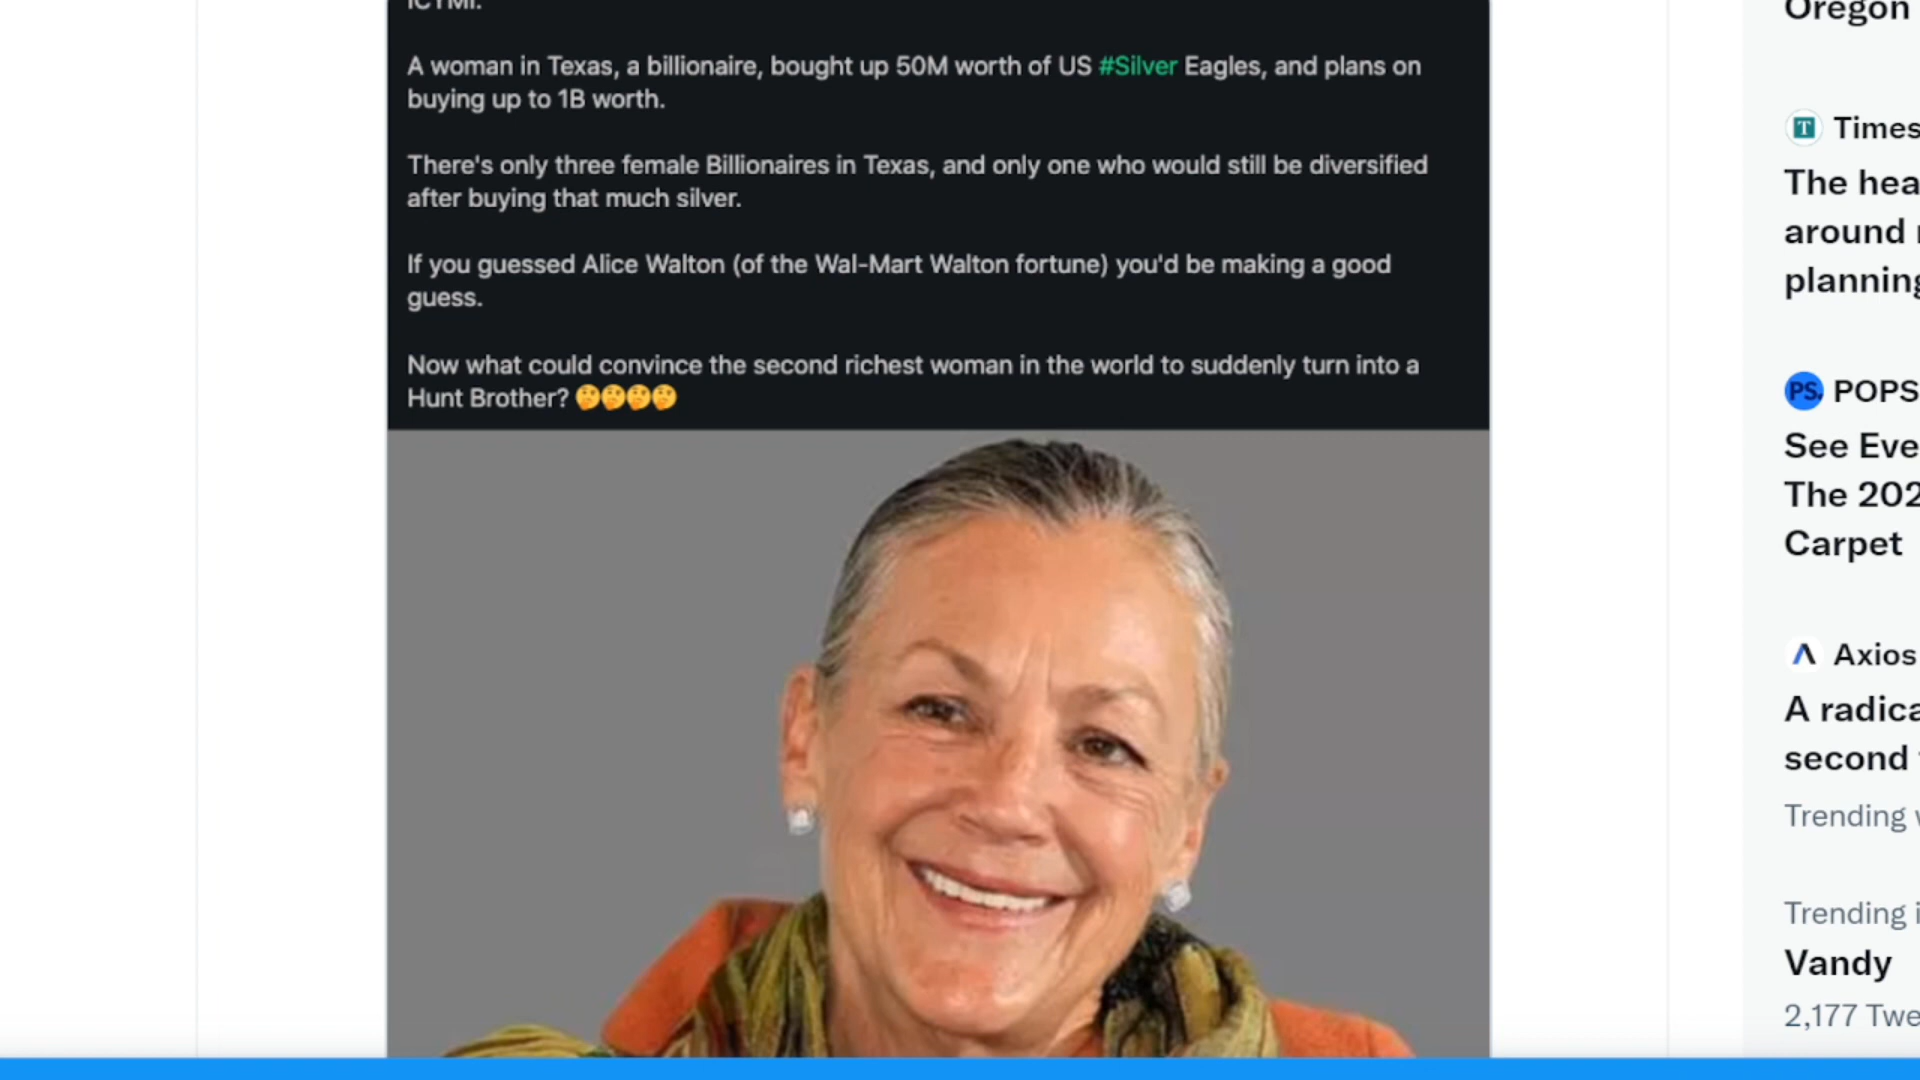 ICYMI:
A woman in Texas, a billionaire, bought up 50M worth of US #Silver Eagles, and plans on
buying up to 1B worth.
There's only three female Billionaires in Texas, and only one who would still be diversified
after buying that much silver.
If you guessed Alice Walton (of the Wal-Mart Walton fortune) you'd be making a good
guess.
Now what could convince the second richest woman in the world to suddenly turn into a
Hunt Brother? 🤔🤔🤔🤔
Oregon
T Times
The hea
around
planning
PS. POPS
See Eve
The 202
Carpet
Axios
A radica
second
Trending
Trending i
Vandy
2,177 Twe